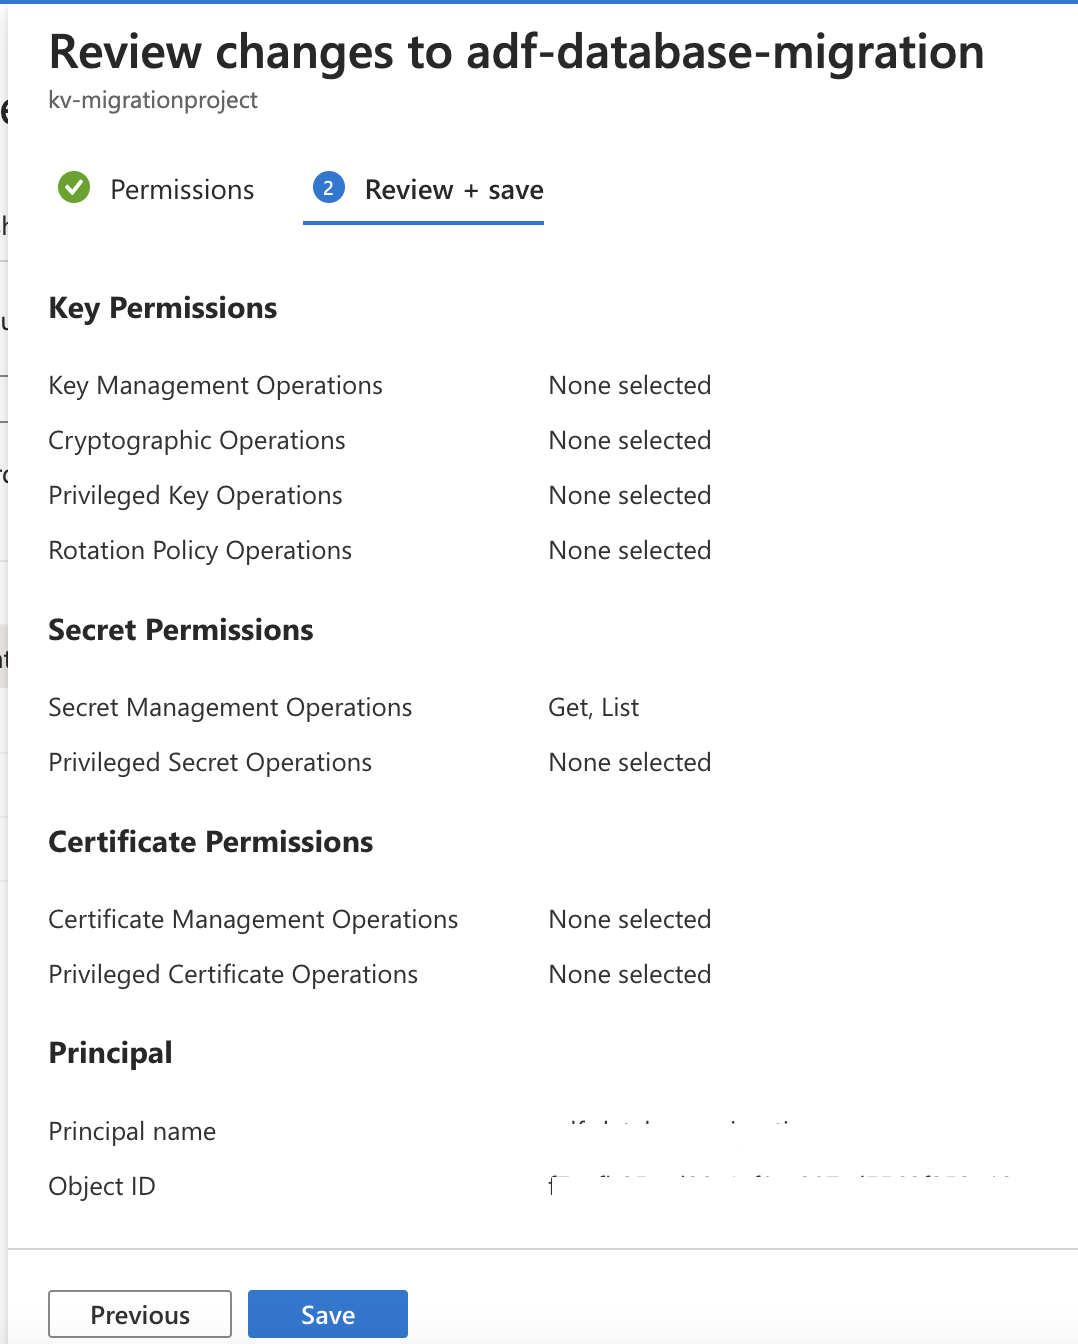 Review changes to adf-database-migration
kv-migrationproject
Permissions
2 Review + save
Key Permissions
Key Management Operations None selected
Cryptographic Operations None selected
Privileged Key Operations None selected
Rotation Policy Operations None selected
Secret Permissions
Secret Management Operations Get, List
Privileged Secret Operations None selected
Certificate Permissions
Certificate Management Operations None selected
Privileged Certificate Operations None selected
Principal
Principal name
Object ID
Previous Save